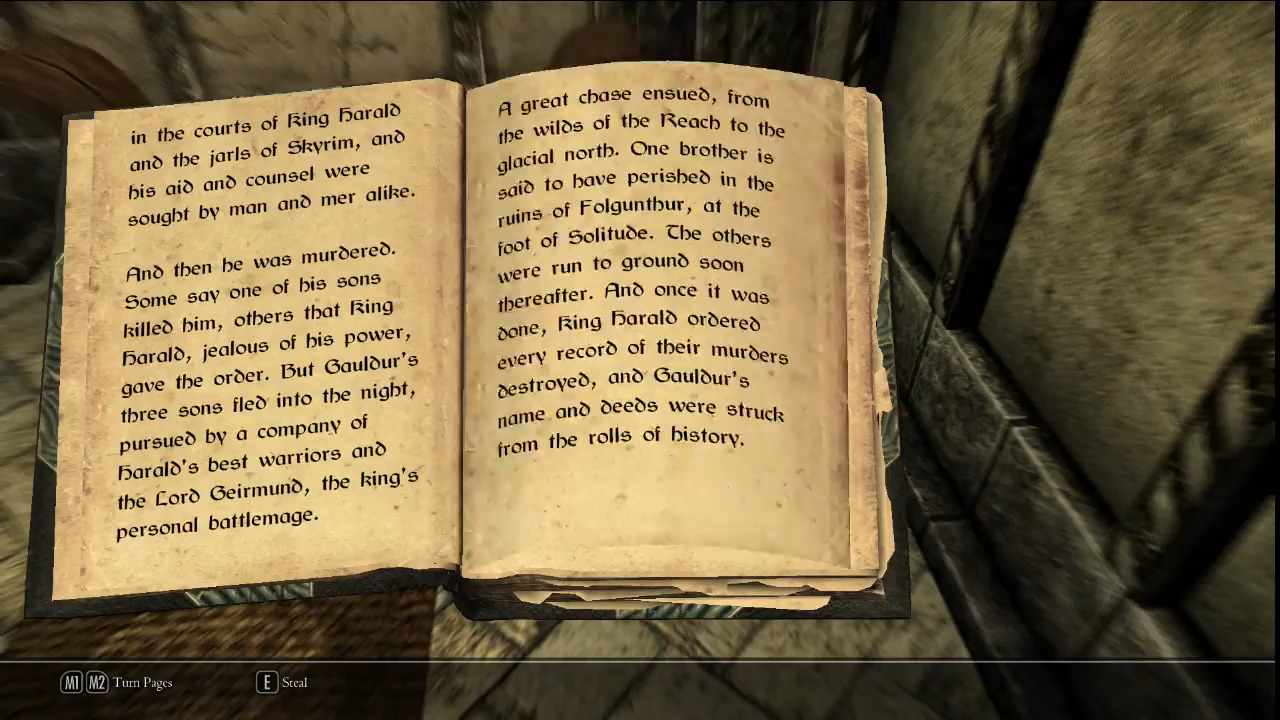 in the courts of King Harald
and the jarls of Skyrim, and
his aid and counsel were
sought by man and mer alike.
And then he was murdered.
Some say one of his sons
killed him, others that King
Harald, jealous of his power,
gave the order. But Gauldur's
three sons fled into the night,
pursued by a company of
Harald's best warriors and
the Lord Geirmund, the king's
personal battlemage.
A great chase ensued, from
the wilds of the Reach to the
glacial north. One brother is
said to have perished in the
ruins of Folgunthur, at the
foot of Solitude. The others
were run to ground soon
thereafter. And once it was
done, King Harald ordered
every record of their murders
destroyed, and Gauldur's
name and deeds were struck
from the rolls of history.
M1 M2 Turn Pages
E Steal